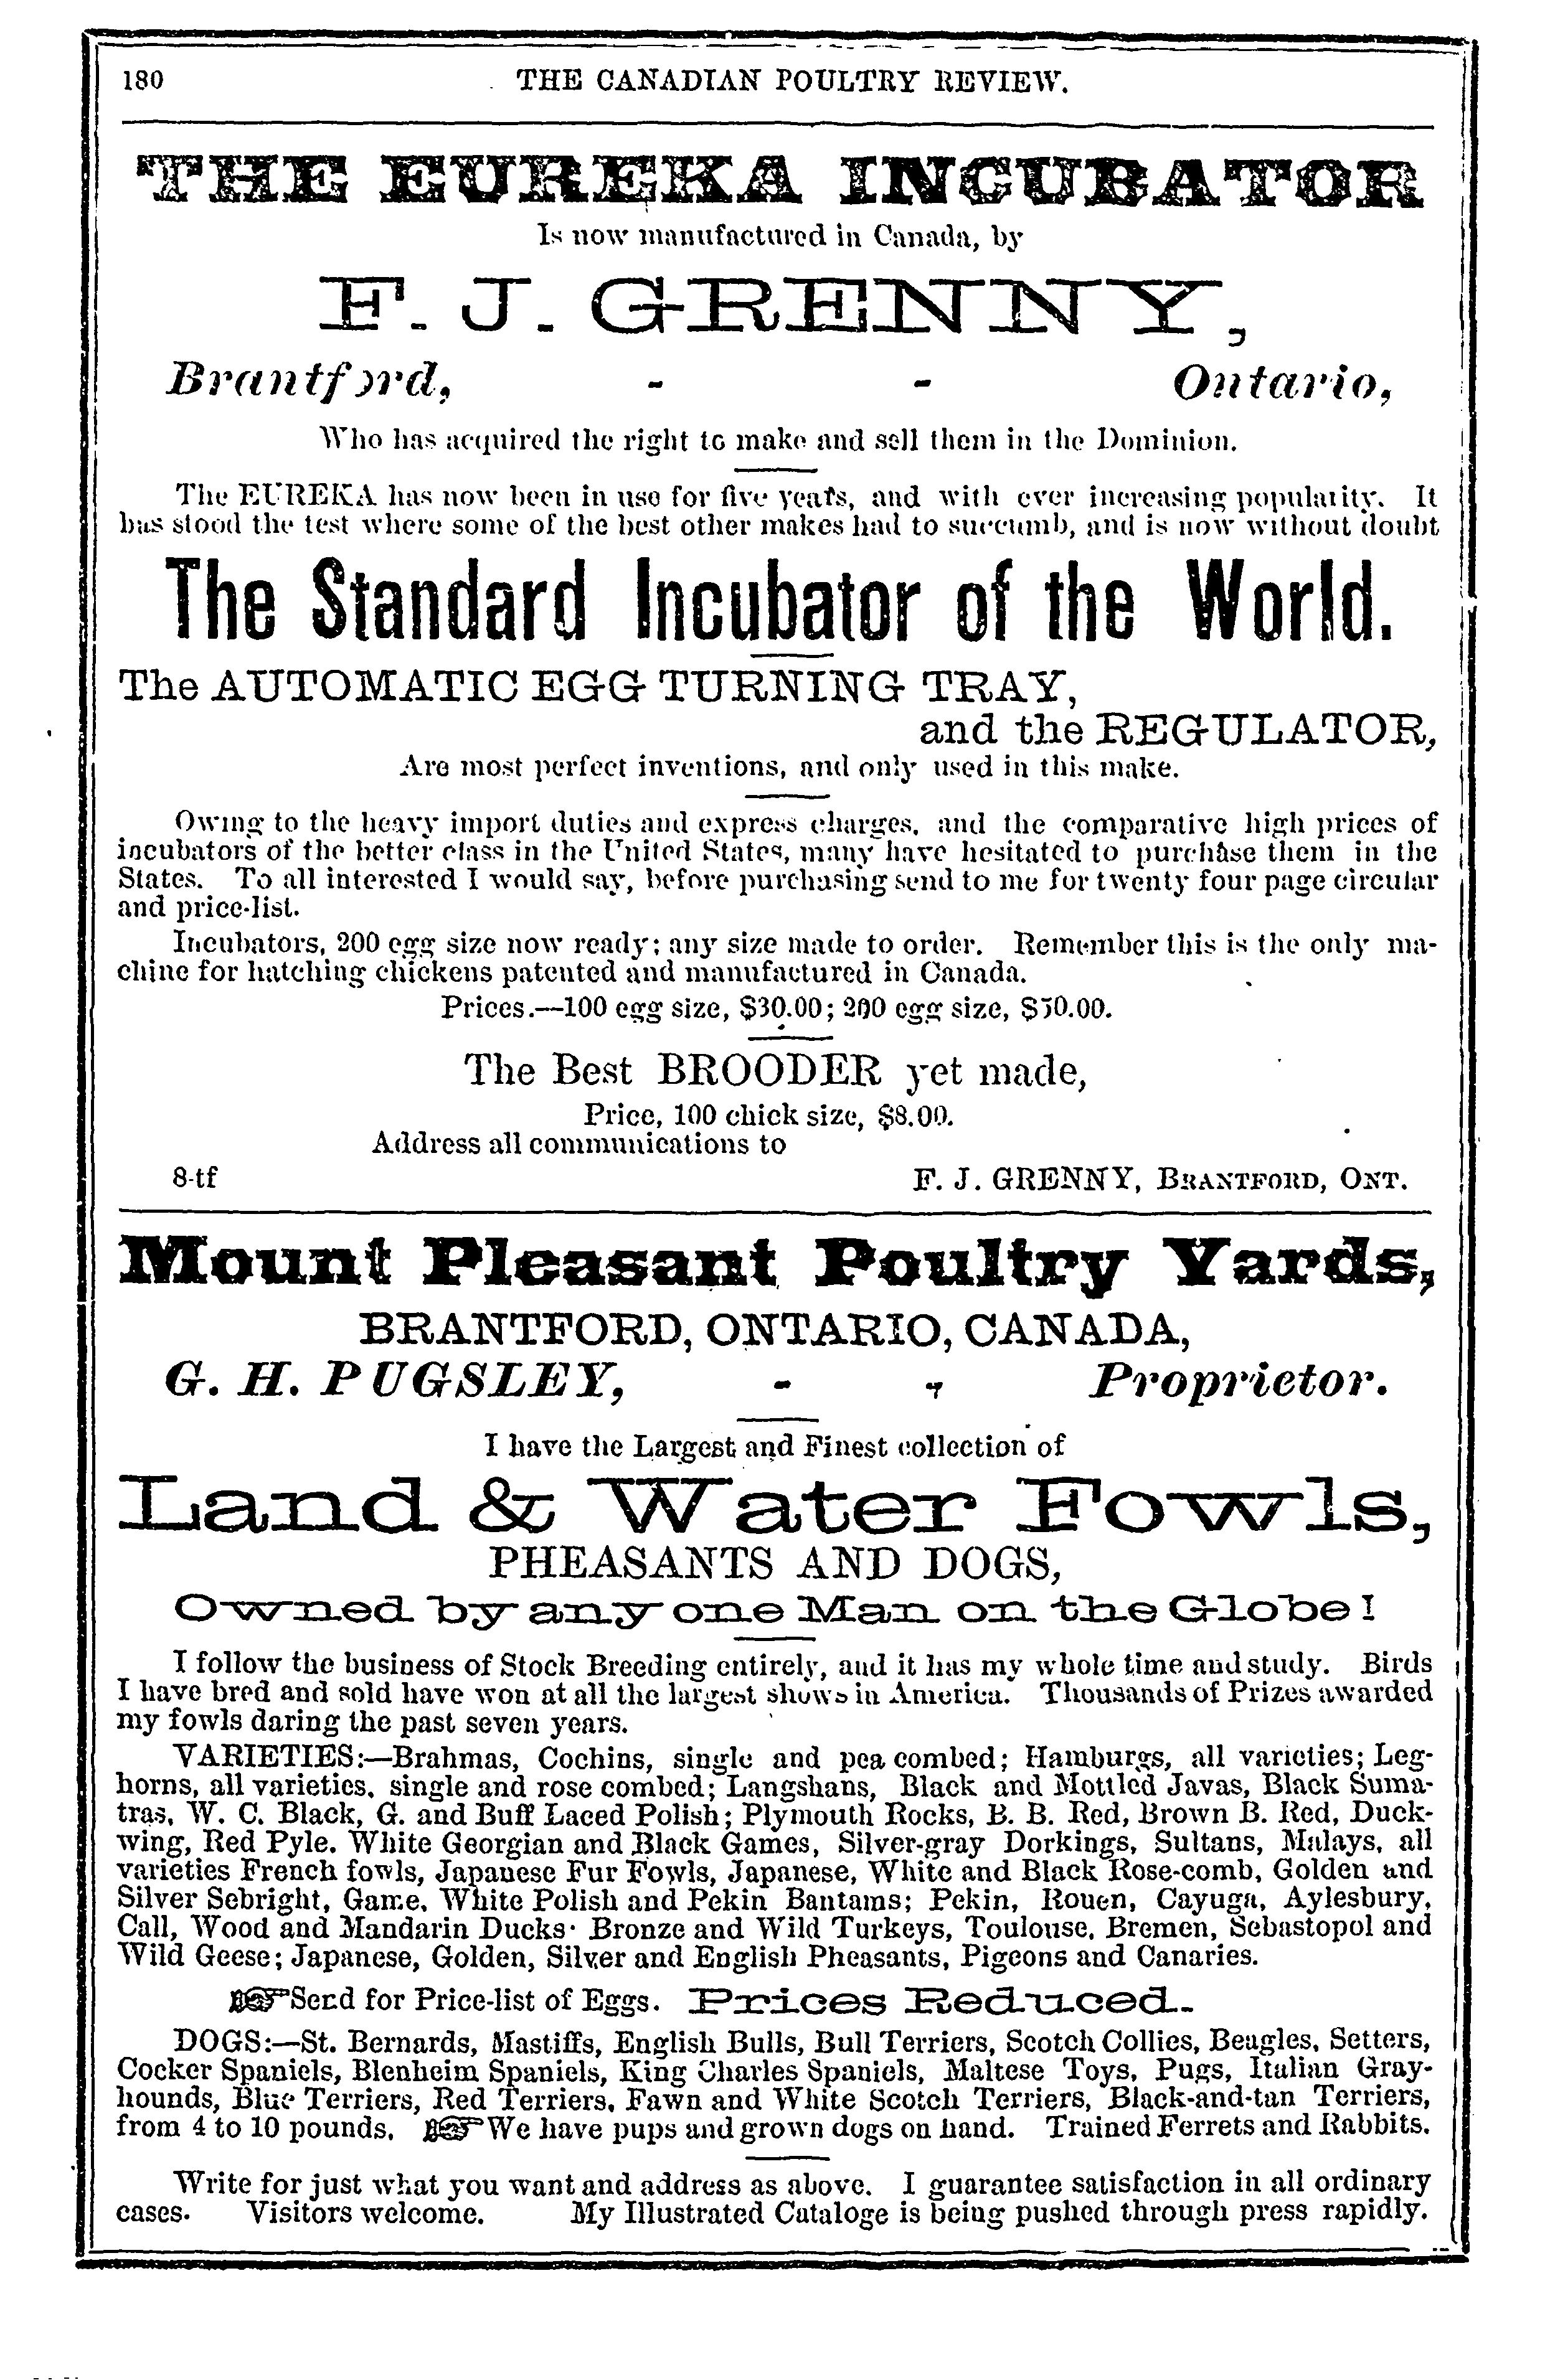 180 THE CANADIAN POULTRY REVIEW.
THE EUREKA INCUBATOR
Is now manufactured in Canada, by
F. J. GRENNY,
Brantford, - - Ontario,
Who has acquired the right to make and sell them in the Dominion.
The EUREKA has now been in use for five years, and with ever increasing popularity. It
has stood the test where some of the best other makes had to succumb, and is now without doubt
The Standard Incubator of the World.
The AUTOMATIC EGG TURNING TRAY,
and the REGULATOR,
Are most perfect inventions, and only used in this make.
Owing to the heavy import duties and express charges, and the comparative high prices of
incubators of the better class in the United States, many have hesitated to purchase them in the
States. To all interested I would say, before purchasing send to me for twenty four page circular
and price-list.
Incubators, 200 egg size now ready; any size made to order. Remember this is the only ma-
chine for hatching chickens patented and manufactured in Canada.
Prices.—100 egg size, $30.00; 200 egg size, $50.00.
The Best BROODER yet made,
Price, 100 chick size, $8.00.
Address all communications to
8-tf F. J. GRENNY, BRANTFORD, ONT.
Mount Pleasant Poultry Yards,
BRANTFORD, ONTARIO, CANADA,
G. H. PUGSLEY, - - Proprietor.
I have the Largest and Finest collection of
Land & Water Fowls,
PHEASANTS AND DOGS,
Owned by any one Man on the Globe!
I follow the business of Stock Breeding entirely, and it has my whole time and study. Birds
I have bred and sold have won at all the largest shows in America. Thousands of Prizes awarded
my fowls daring the past seven years.
VARIETIES:—Brahmas, Cochins, single and pea combed; Hamburgs, all varieties; Leg-
horns, all varieties, single and rose combed; Langshans, Black and Mottled Javas, Black Suma-
tras, W. C. Black, G. and Buff Laced Polish; Plymouth Rocks, B. B. Red, Brown B. Red, Duck-
wing, Red Pyle. White Georgian and Black Games, Silver-gray Dorkings, Sultans, Malays, all
varieties French fowls, Japanese Fur Fowls, Japanese, White and Black Rose-comb, Golden and
Silver Sebright, Game, White Polish and Pekin Bantams; Pekin, Rouen, Cayuga, Aylesbury,
Call, Wood and Mandarin Ducks· Bronze and Wild Turkeys, Toulouse, Bremen, Sebastopol and
Wild Geese; Japanese, Golden, Silver and English Pheasants, Pigeons and Canaries.
☞Send for Price-list of Eggs. Prices Reduced.
DOGS:—St. Bernards, Mastiffs, English Bulls, Bull Terriers, Scotch Collies, Beagles, Setters,
Cocker Spaniels, Blenheim Spaniels, King Charles Spaniels, Maltese Toys, Pugs, Italian Gray-
hounds, Blue Terriers, Red Terriers, Fawn and White Scotch Terriers, Black-and-tan Terriers,
from 4 to 10 pounds. ☞We have pups and grown dogs on hand. Trained Ferrets and Rabbits.
Write for just what you want and address as above. I guarantee satisfaction in all ordinary
cases. Visitors welcome. My Illustrated Cataloge is being pushed through press rapidly.